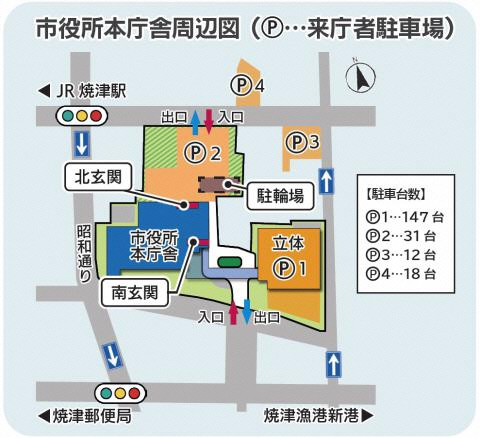 市役所本庁舎周辺図（Ⓟ…来庁者駐車場）
◀ JR 焼津駅
Ⓟ4
出口
入口
Ⓟ2
Ⓟ3
北玄関
駐輪場
【駐車台数】
Ⓟ1…147 台
Ⓟ2…31 台
Ⓟ3…12 台
Ⓟ4…18 台
昭和通り
市役所
本庁舎
立体
Ⓟ1
南玄関
入口
出口
◀焼津郵便局
焼津漁港新港▶